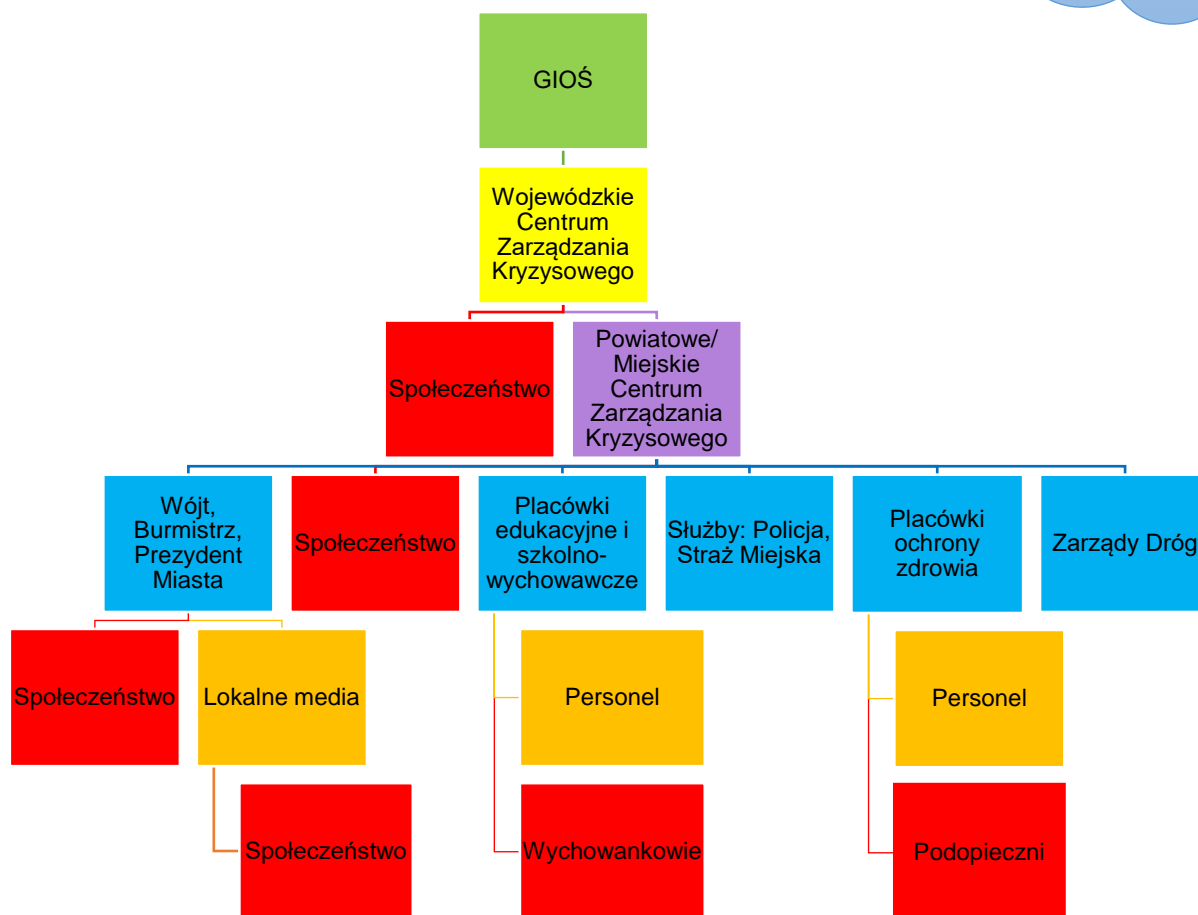 GIOŚ
Wojewódzkie
Centrum
Zarządzania
Kryzysowego
Społeczeństwo
Powiatowe/
Miejskie
Centrum
Zarządzania
Kryzysowego
Wójt,
Burmistrz,
Prezydent
Miasta
Społeczeństwo
Placówki
edukacyjne i
szkolno-
wychowawcze
Służby: Policja,
Straż Miejska
Placówki
ochrony
zdrowia
Zarządy Dróg
Społeczeństwo
Lokalne media
Personel
Personel
Społeczeństwo
Wychowankowie
Podopieczni